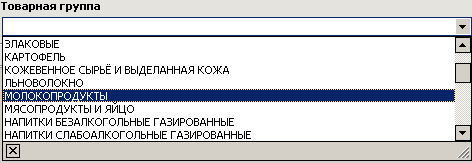 Товарная группа
ЗЛАКОВЫЕ
КАРТОФЕЛЬ
КОЖЕВЕННОЕ СЫРЬЁ И ВЫДЕЛАННАЯ КОЖА
ЛЬНОВОЛОКНО
МОЛОКОПРОДУКТЫ
МЯСОПРОДУКТЫ И ЯЙЦО
НАПИТКИ БЕЗАЛКОГОЛЬНЫЕ ГАЗИРОВАННЫЕ
НАПИТКИ СЛАБОАЛКОГОЛЬНЫЕ ГАЗИРОВАННЫЕ